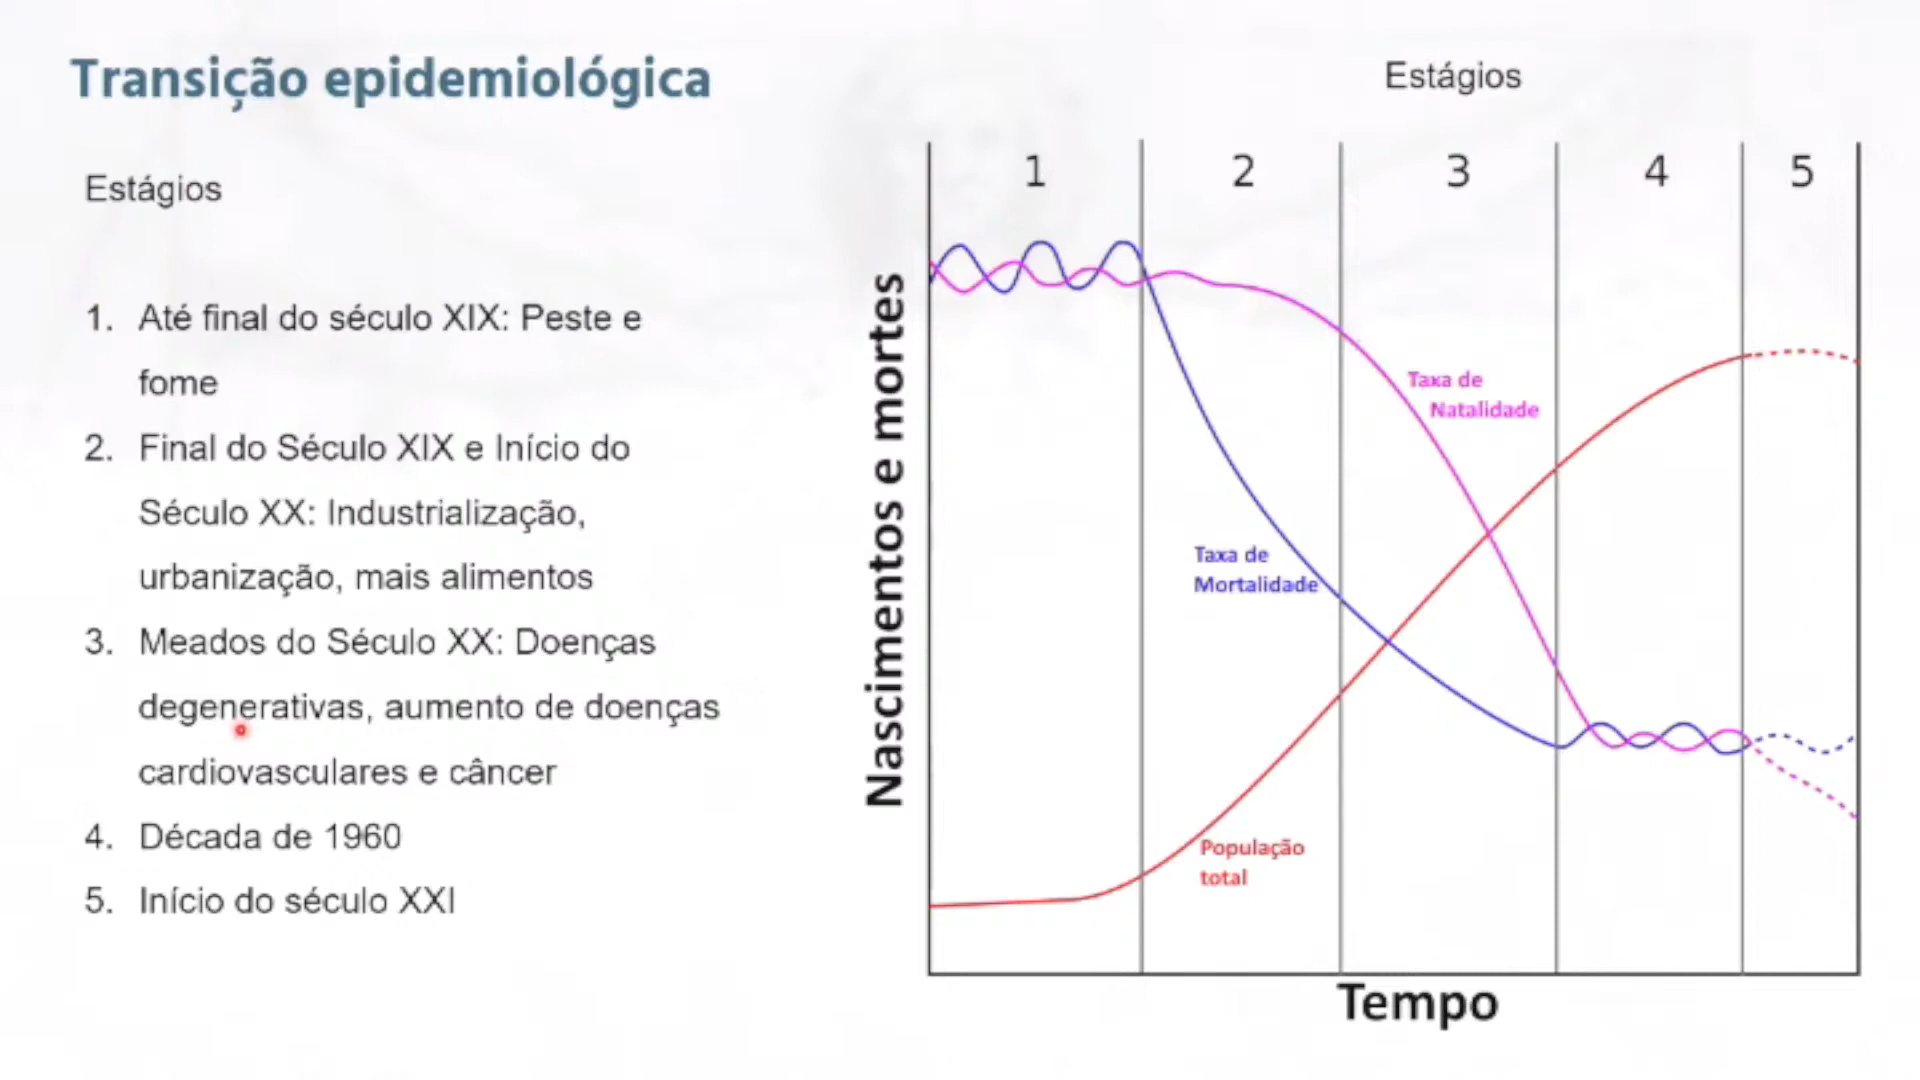 Transição epidemiológica
Estágios
1. Até final do século XIX: Peste e
fome
2. Final do Século XIX e Início do
Século XX: Industrialização,
urbanização, mais alimentos
3. Meados do Século XX: Doenças
degenerativas, aumento de doenças
cardiovasculares e câncer
4. Década de 1960
5. Início do século XXI
Estágios
1 2 3 4 5
Nascimentos e mortes
Taxa de
Natalidade
Taxa de
Mortalidade
População
total
Tempo